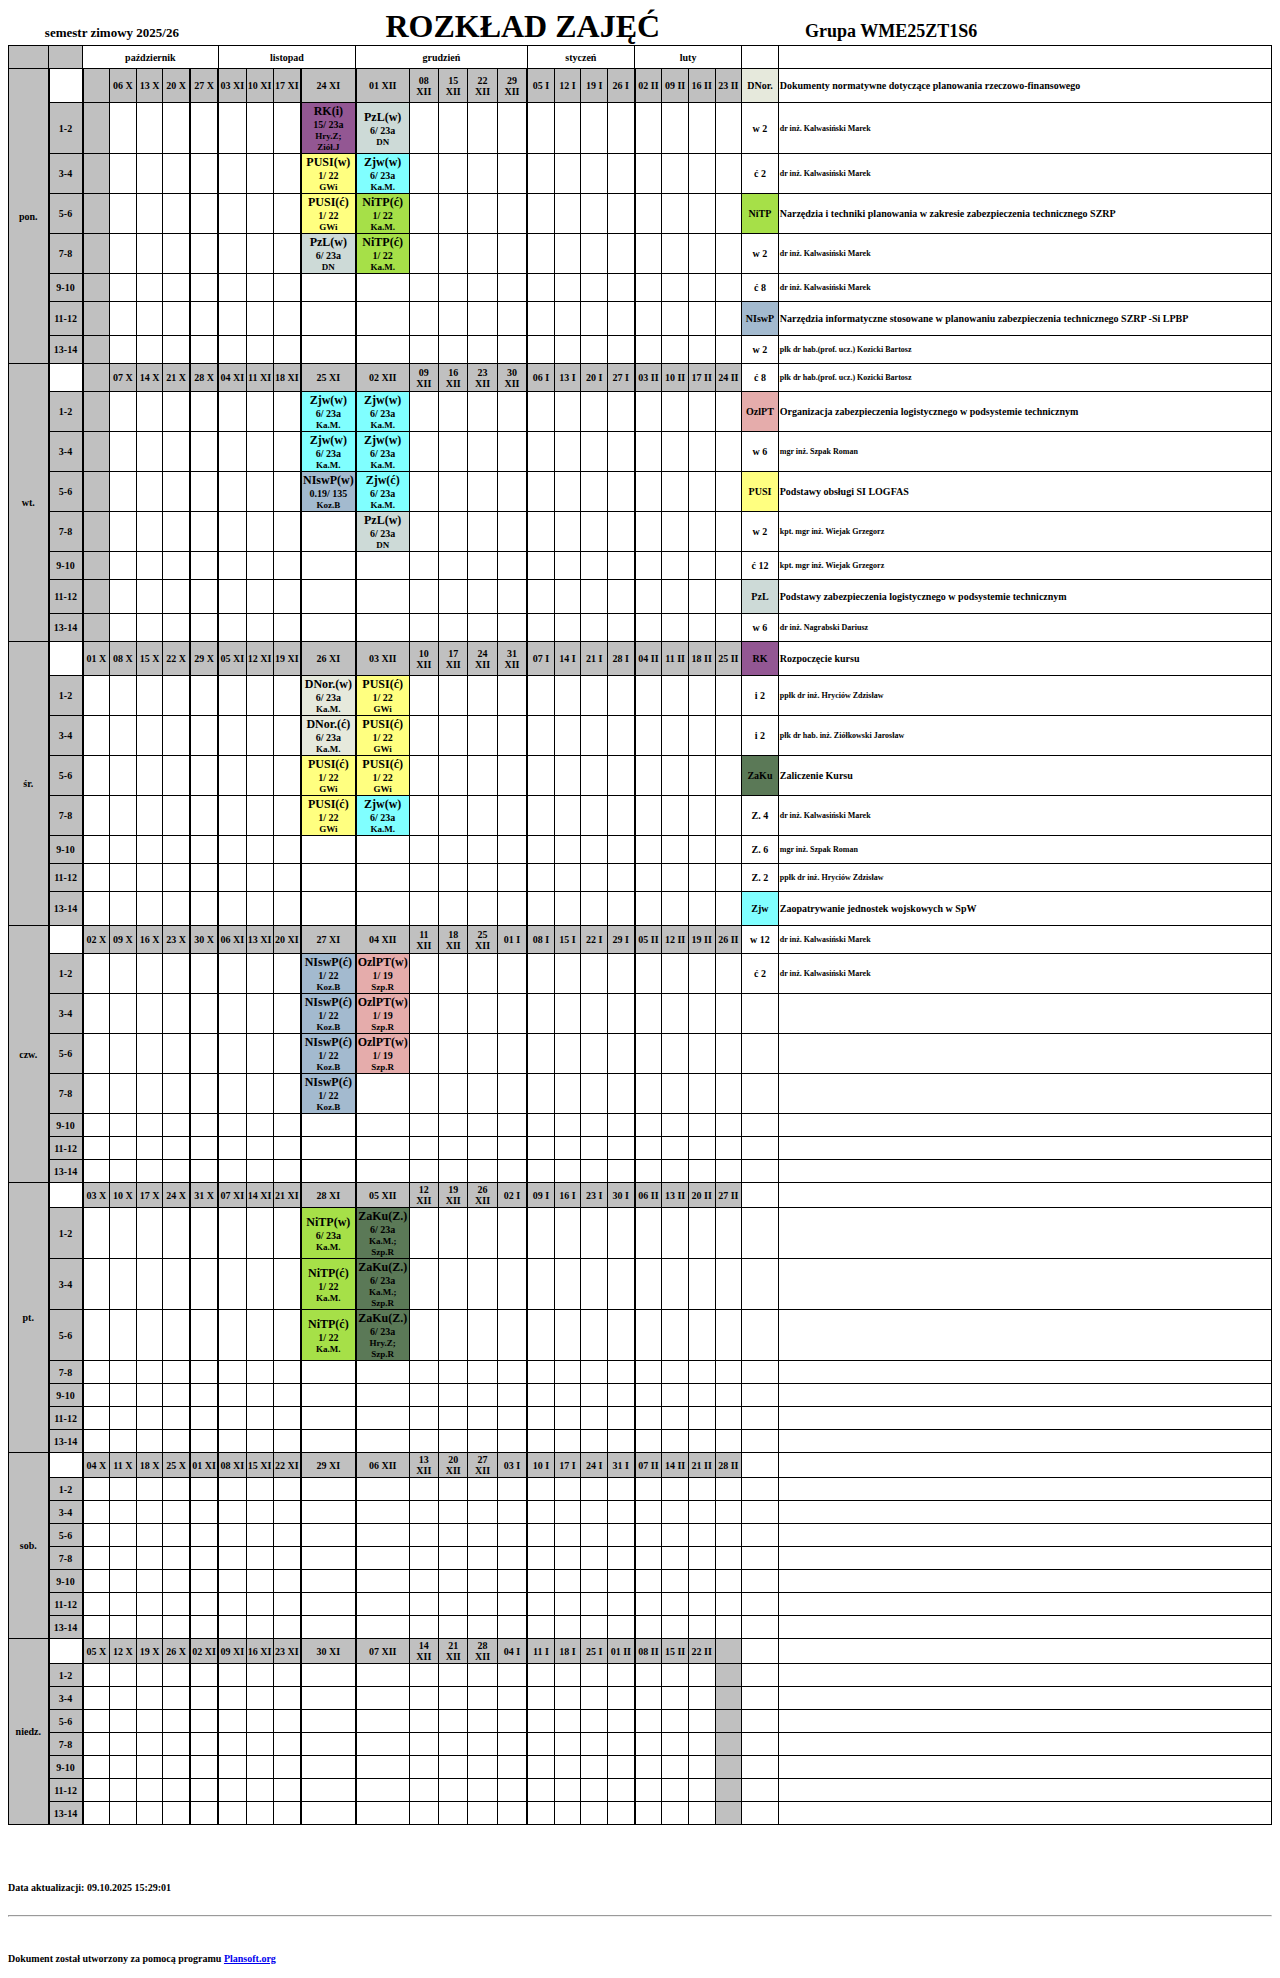 semestr zimowy 2025/26 ROZKŁAD ZAJĘĆ Grupa WME25ZT1S6
październik listopad grudzień styczeń luty
pon. 06 X 13 X 20 X 27 X 03 XI 10 XI 17 XI 24 XI 01 XII 08 XII 15 XII 22 XII 29 XII 05 I 12 I 19 I 26 I 02 II 09 II 16 II 23 II DNor. Dokumenty normatywne dotyczące planowania rzeczowo-finansowego
1-2 RK(i) 15/ 23a Hry.Z; Ziół.J PzL(w) 6/ 23a DN w 2 dr inż. Kalwasiński Marek
3-4 PUSI(w) 1/ 22 GWi Zjw(w) 6/ 23a Ka.M. ć 2 dr inż. Kalwasiński Marek
5-6 PUSI(ć) 1/ 22 GWi NiTP(ć) 1/ 22 Ka.M. NiTP Narzędzia i techniki planowania w zakresie zabezpieczenia technicznego SZRP
7-8 PzL(w) 6/ 23a DN NiTP(ć) 1/ 22 Ka.M. w 2 dr inż. Kalwasiński Marek
9-10 ć 8 dr inż. Kalwasiński Marek
11-12 NIswP Narzędzia informatyczne stosowane w planowaniu zabezpieczenia technicznego SZRP -Si LPBP
13-14 w 2 płk dr hab.(prof. ucz.) Kozicki Bartosz
wt. 07 X 14 X 21 X 28 X 04 XI 11 XI 18 XI 25 XI 02 XII 09 XII 16 XII 23 XII 30 XII 06 I 13 I 20 I 27 I 03 II 10 II 17 II 24 II ć 8 płk dr hab.(prof. ucz.) Kozicki Bartosz
1-2 Zjw(w) 6/ 23a Ka.M. Zjw(w) 6/ 23a Ka.M. OzlPT Organizacja zabezpieczenia logistycznego w podsystemie technicznym
3-4 Zjw(w) 6/ 23a Ka.M. Zjw(w) 6/ 23a Ka.M. w 6 mgr inż. Szpak Roman
5-6 NIswP(w) 0.19/ 135 Koz.B Zjw(ć) 6/ 23a Ka.M. PUSI Podstawy obsługi SI LOGFAS
7-8 PzL(w) 6/ 23a DN w 2 kpt. mgr inż. Wiejak Grzegorz
9-10 ć 12 kpt. mgr inż. Wiejak Grzegorz
11-12 PzL Podstawy zabezpieczenia logistycznego w podsystemie technicznym
13-14 w 6 dr inż. Nagrabski Dariusz
śr. 01 X 08 X 15 X 22 X 29 X 05 XI 12 XI 19 XI 26 XI 03 XII 10 XII 17 XII 24 XII 31 XII 07 I 14 I 21 I 28 I 04 II 11 II 18 II 25 II RK Rozpoczęcie kursu
1-2 DNor.(w) 6/ 23a Ka.M. PUSI(ć) 1/ 22 GWi i 2 ppłk dr inż. Hryciów Zdzisław
3-4 DNor.(ć) 6/ 23a Ka.M. PUSI(ć) 1/ 22 GWi i 2 płk dr hab. inż. Ziółkowski Jarosław
5-6 PUSI(ć) 1/ 22 GWi PUSI(ć) 1/ 22 GWi ZaKu Zaliczenie Kursu
7-8 PUSI(ć) 1/ 22 GWi Zjw(w) 6/ 23a Ka.M. Z. 4 dr inż. Kalwasiński Marek
9-10 Z. 6 mgr inż. Szpak Roman
11-12 Z. 2 ppłk dr inż. Hryciów Zdzisław
13-14 Zjw Zaopatrywanie jednostek wojskowych w SpW
czw. 02 X 09 X 16 X 23 X 30 X 06 XI 13 XI 20 XI 27 XI 04 XII 11 XII 18 XII 25 XII 01 I 08 I 15 I 22 I 29 I 05 II 12 II 19 II 26 II w 12 dr inż. Kalwasiński Marek
1-2 NIswP(ć) 1/ 22 Koz.B OzlPT(w) 1/ 19 Szp.R ć 2 dr inż. Kalwasiński Marek
3-4 NIswP(ć) 1/ 22 Koz.B OzlPT(w) 1/ 19 Szp.R
5-6 NIswP(ć) 1/ 22 Koz.B OzlPT(w) 1/ 19 Szp.R
7-8 NIswP(ć) 1/ 22 Koz.B
9-10
11-12
13-14
pt. 03 X 10 X 17 X 24 X 31 X 07 XI 14 XI 21 XI 28 XI 05 XII 12 XII 19 XII 26 XII 02 I 09 I 16 I 23 I 30 I 06 II 13 II 20 II 27 II
1-2 NiTP(w) 6/ 23a Ka.M. ZaKu(Z.) 6/ 23a Ka.M.; Szp.R
3-4 NiTP(ć) 1/ 22 Ka.M. ZaKu(Z.) 6/ 23a Ka.M.; Szp.R
5-6 NiTP(ć) 1/ 22 Ka.M. ZaKu(Z.) 6/ 23a Hry.Z; Szp.R
7-8
9-10
11-12
13-14
sob. 04 X 11 X 18 X 25 X 01 XI 08 XI 15 XI 22 XI 29 XI 06 XII 13 XII 20 XII 27 XII 03 I 10 I 17 I 24 I 31 I 07 II 14 II 21 II 28 II
1-2
3-4
5-6
7-8
9-10
11-12
13-14
niedz. 05 X 12 X 19 X 26 X 02 XI 09 XI 16 XI 23 XI 30 XI 07 XII 14 XII 21 XII 28 XII 04 I 11 I 18 I 25 I 01 II 08 II 15 II 22 II
1-2
3-4
5-6
7-8
9-10
11-12
13-14
Data aktualizacji: 09.10.2025 15:29:01
Dokument został utworzony za pomocą programu Plansoft.org